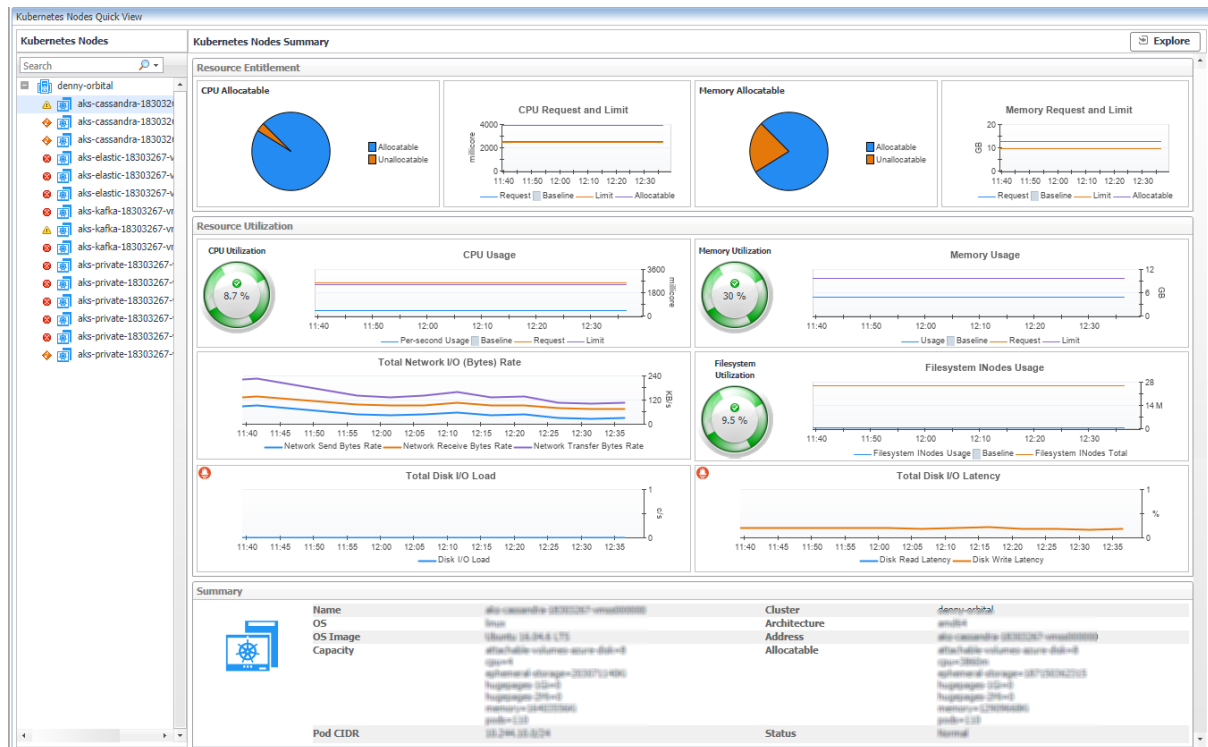 Kubernetes Nodes Quick View
Kubernetes Nodes
Search
denny-orbital
aks-cassandra-183032
aks-cassandra-183032
aks-cassandra-183032
aks-elastic-18303267-v
aks-elastic-18303267-v
aks-elastic-18303267-v
aks-kafka-18303267-vr
aks-kafka-18303267-vr
aks-kafka-18303267-vr
aks-private-18303267-
aks-private-18303267-
aks-private-18303267-
aks-private-18303267-
aks-private-18303267-
aks-private-18303267-
Kubernetes Nodes Summary
Explore
Resource Entitlement
CPU Allocatable
Allocatable
Unallocatable
CPU Request and Limit
4000
2000
0
millicore
11:40 11:50 12:00 12:10 12:20 12:30
Request Baseline Limit Allocatable
Memory Allocatable
Allocatable
Unallocatable
Memory Request and Limit
20
10
0
GB
11:40 11:50 12:00 12:10 12:20 12:30
Request Baseline Limit Allocatable
Resource Utilization
CPU Utilization
8.7 %
CPU Usage
3600
1800
0
millicore
11:40 11:50 12:00 12:10 12:20 12:30
Per-second Usage Baseline Request Limit
Memory Utilization
30 %
Memory Usage
12
6
0
GB
11:40 11:50 12:00 12:10 12:20 12:30
Usage Baseline Request Limit
Total Network I/O (Bytes) Rate
240
120
0
KB/s
11:40 11:45 11:50 11:55 12:00 12:05 12:10 12:15 12:20 12:25 12:30 12:35
Network Send Bytes Rate Network Receive Bytes Rate Network Transfer Bytes Rate
Filesystem
Utilization
9.5 %
Filesystem INodes Usage
28
14 M
0
11:40 11:50 12:00 12:10 12:20 12:30
Filesystem INodes Usage Baseline Filesystem INodes Total
Total Disk I/O Load
1
0
c/s
11:40 11:45 11:50 11:55 12:00 12:05 12:10 12:15 12:20 12:25 12:30 12:35
Disk I/O Load
Total Disk I/O Latency
1
%
0
11:40 11:45 11:50 11:55 12:00 12:05 12:10 12:15 12:20 12:25 12:30 12:35
Disk Read Latency Disk Write Latency
Summary
Name Cluster denny-orbital
OS Architecture
OS Image Address
Capacity Allocatable
Pod CIDR Status